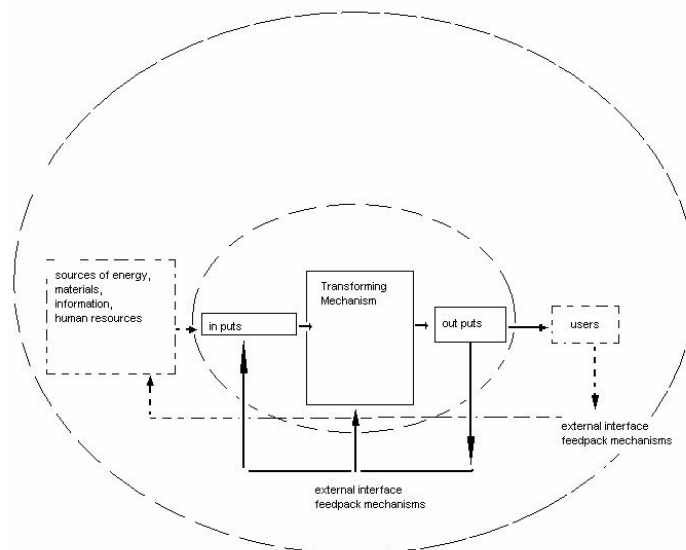 sources of energy,
materials,
information,
human resources
in puts
Transforming
Mechanism
out puts
users
external interface
feedpack mechanisms
external interface
feedpack mechanisms